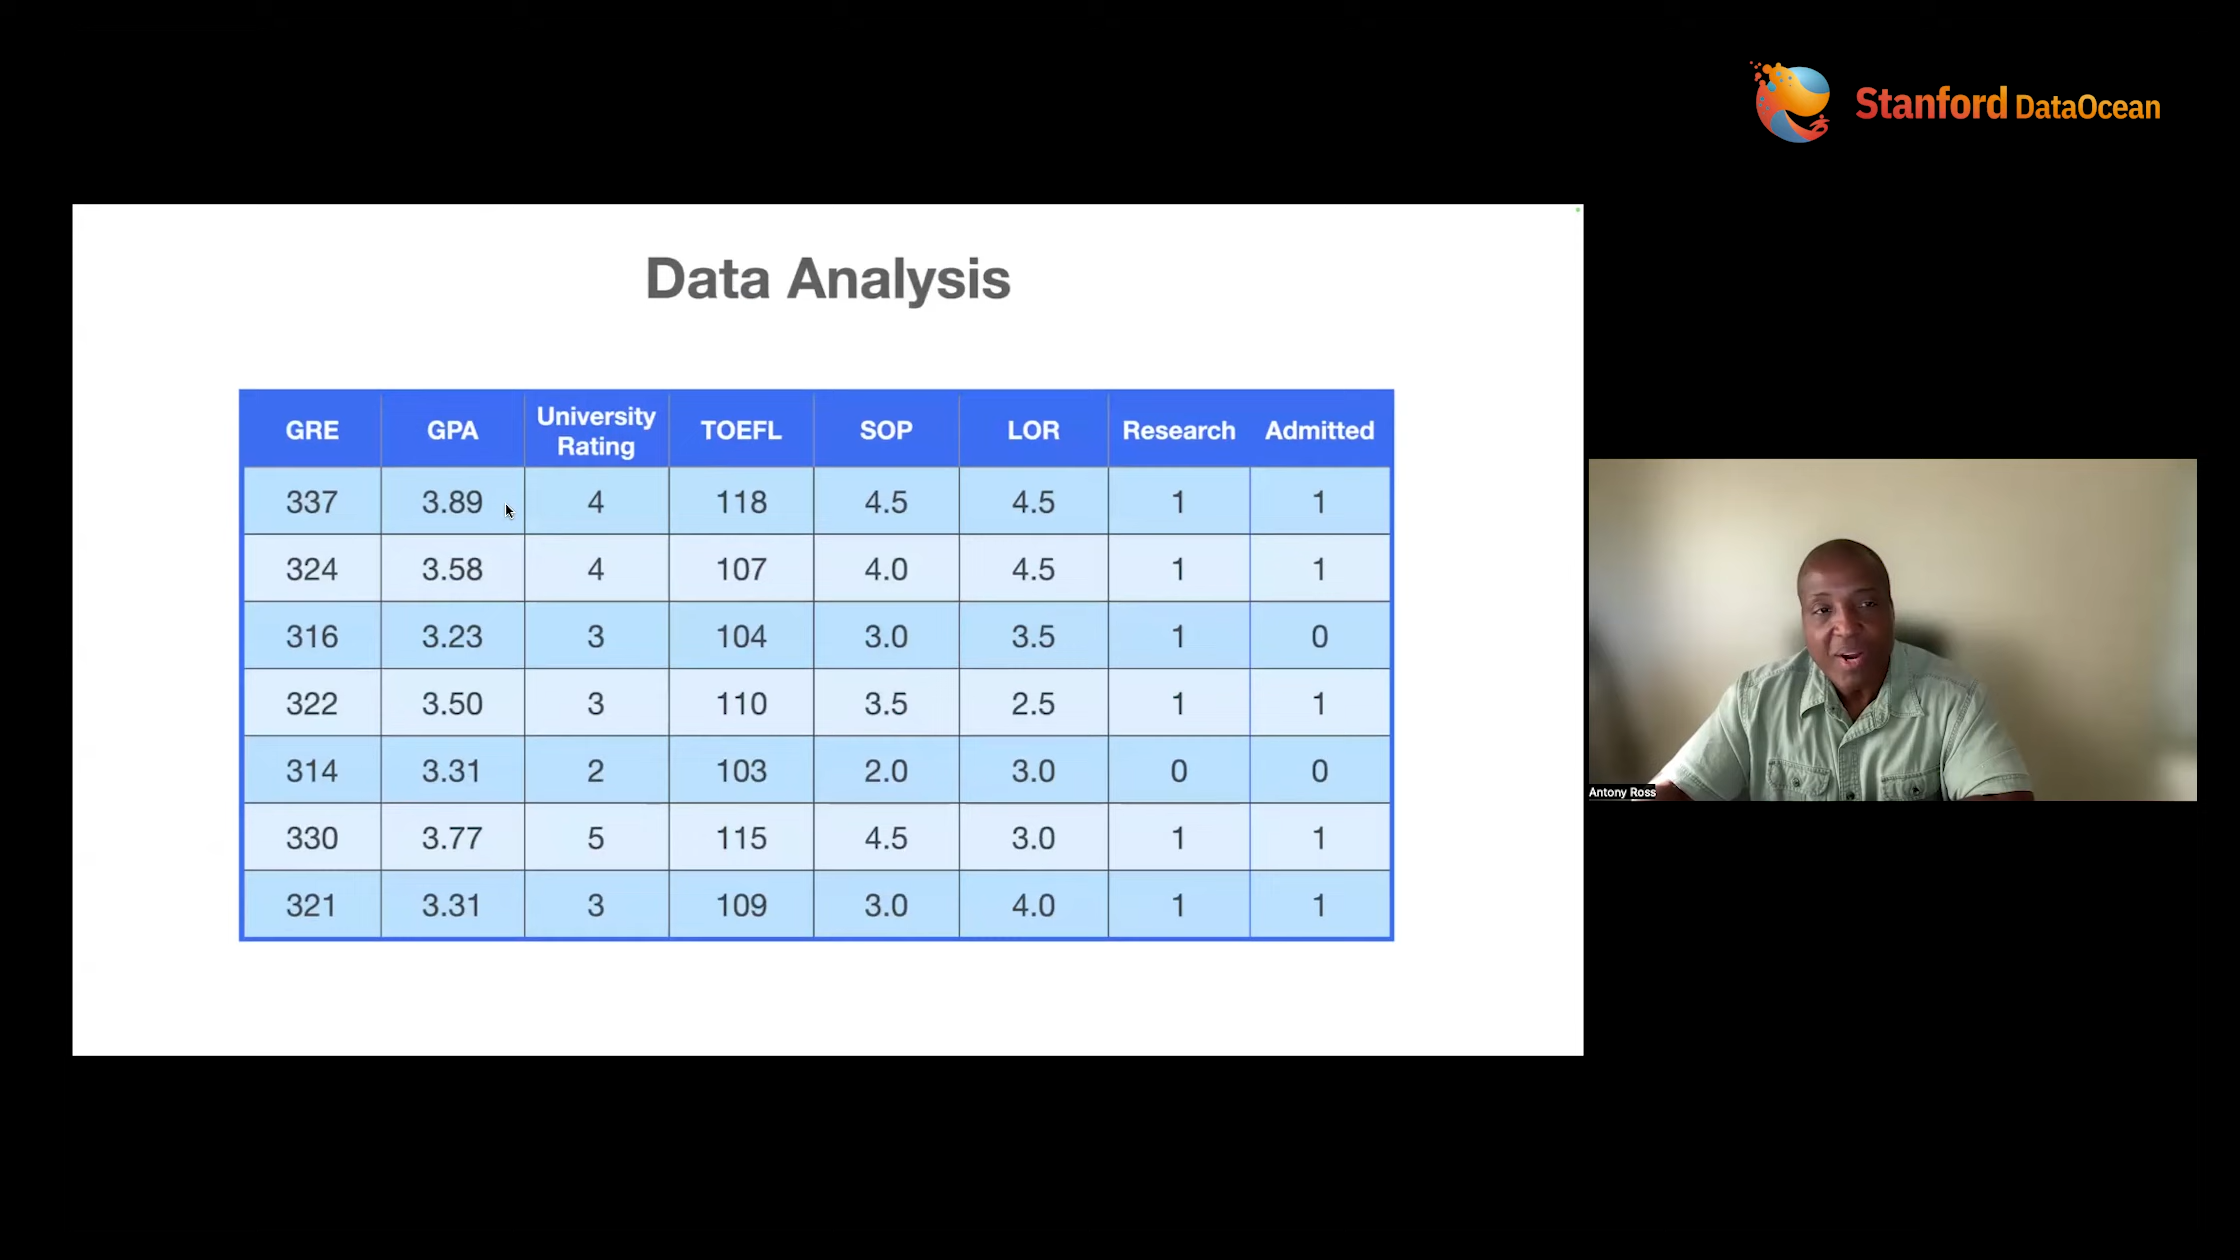 Stanford DataOcean
Data Analysis
GRE GPA University Rating TOEFL SOP LOR Research Admitted
337 3.89 4 118 4.5 4.5 1 1
324 3.58 4 107 4.0 4.5 1 1
316 3.23 3 104 3.0 3.5 1 0
322 3.50 3 110 3.5 2.5 1 1
314 3.31 2 103 2.0 3.0 0 0
330 3.77 5 115 4.5 3.0 1 1
321 3.31 3 109 3.0 4.0 1 1
Antony Ross